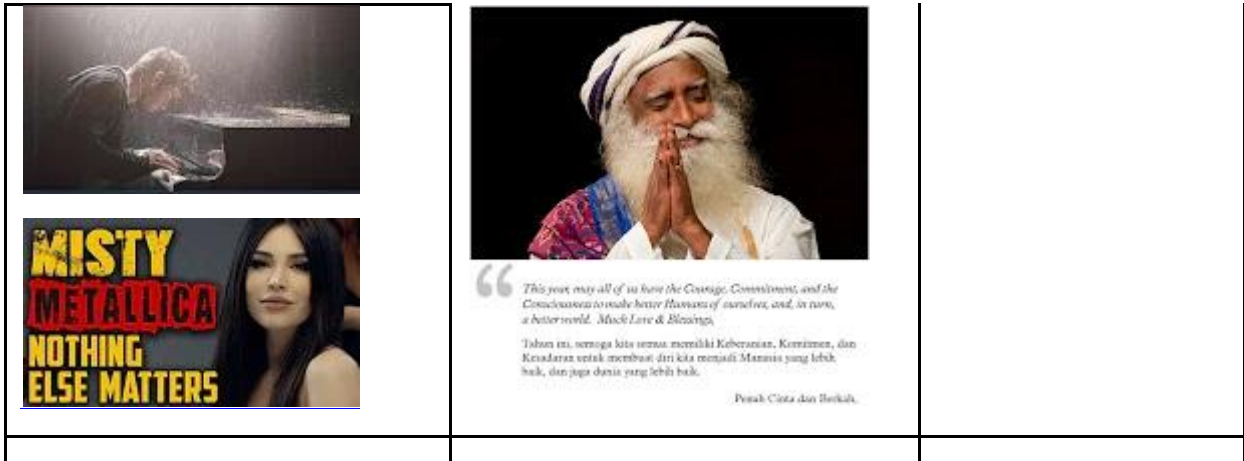 MISTY
METALLICA
NOTHING
ELSE MATTERS
“
This year, may all of us have the Courage, Commitment, and the
Consciousness to make better Humans of ourselves, and, in turn,
a better world. Much Love & Blessings,
Tahun ini, semoga kita semua memiliki Keberanian, Komitmen, dan
Kesadaran untuk membuat diri kita menjadi Manusia yang lebih
baik, dan juga dunia yang lebih baik.
Penuh Cinta dan Berkah,